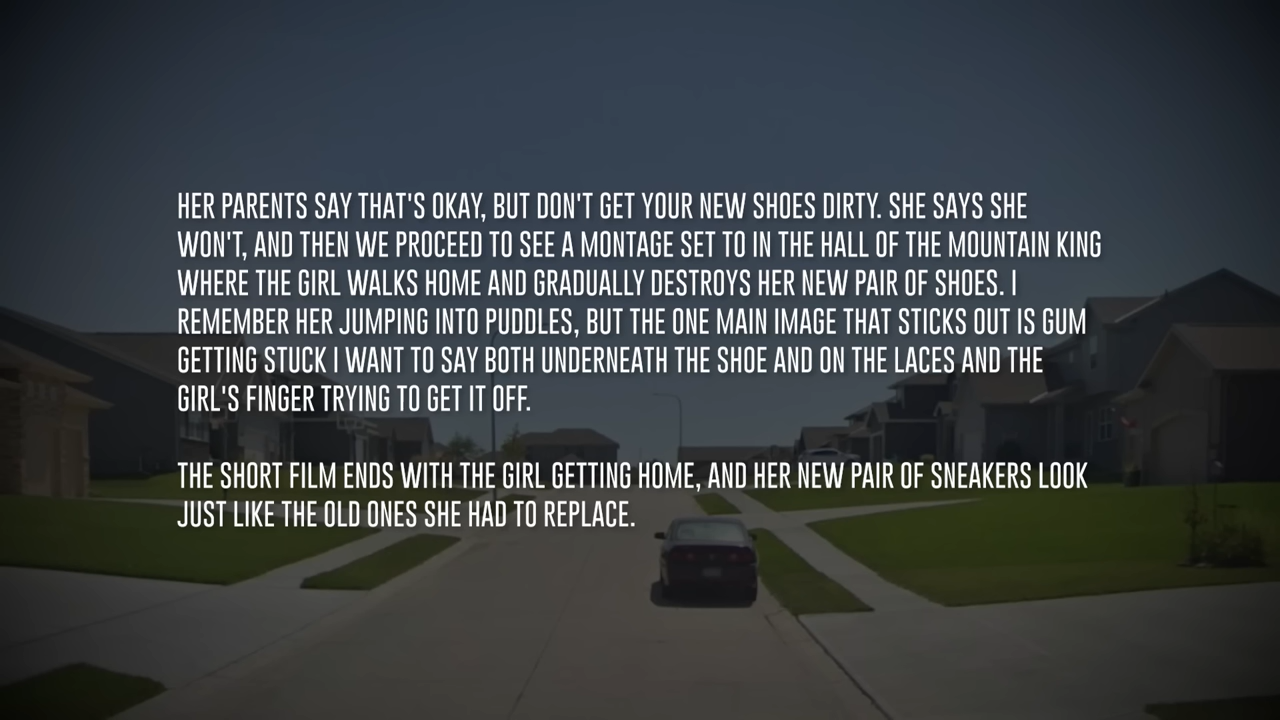 HER PARENTS SAY THAT'S OKAY, BUT DON'T GET YOUR NEW SHOES DIRTY. SHE SAYS SHE
WON'T, AND THEN WE PROCEED TO SEE A MONTAGE SET TO IN THE HALL OF THE MOUNTAIN KING
WHERE THE GIRL WALKS HOME AND GRADUALLY DESTROYS HER NEW PAIR OF SHOES. I
REMEMBER HER JUMPING INTO PUDDLES, BUT THE ONE MAIN IMAGE THAT STICKS OUT IS GUM
GETTING STUCK I WANT TO SAY BOTH UNDERNEATH THE SHOE AND ON THE LACES AND THE
GIRL'S FINGER TRYING TO GET IT OFF.
THE SHORT FILM ENDS WITH THE GIRL GETTING HOME, AND HER NEW PAIR OF SNEAKERS LOOK
JUST LIKE THE OLD ONES SHE HAD TO REPLACE.